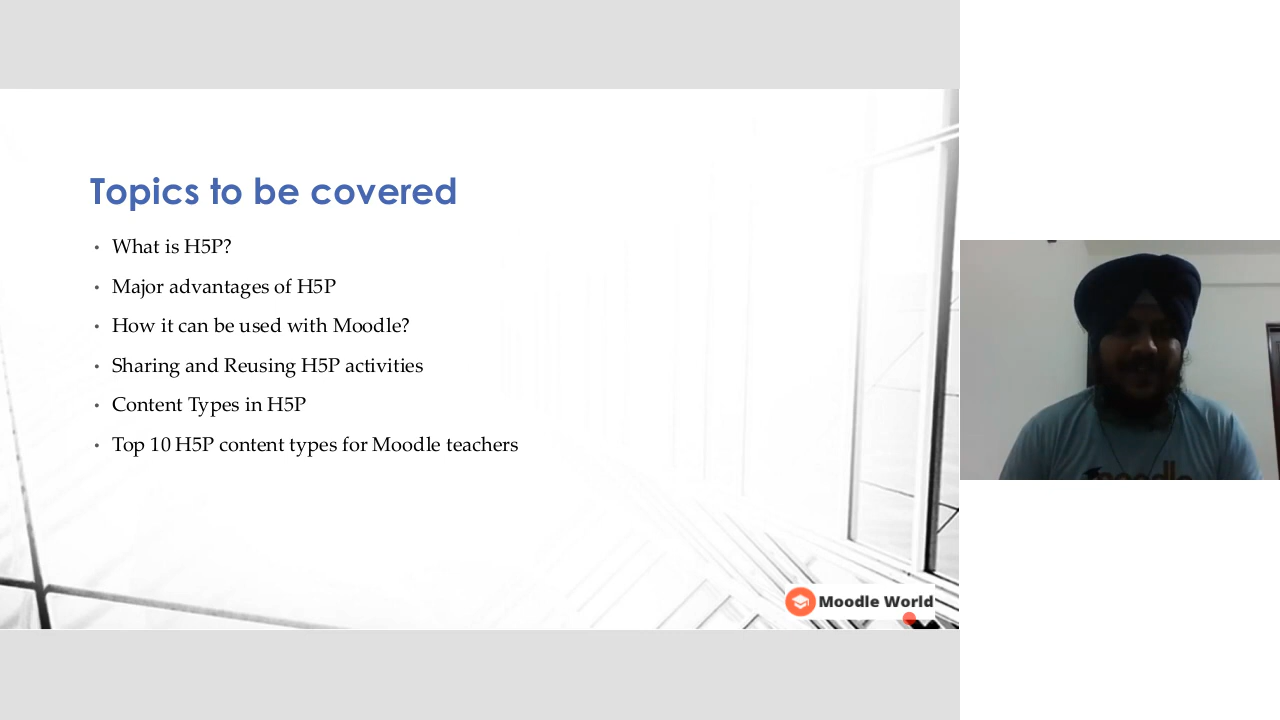 Topics to be covered
• What is H5P?
• Major advantages of H5P
• How it can be used with Moodle?
• Sharing and Reusing H5P activities
• Content Types in H5P
• Top 10 H5P content types for Moodle teachers
Moodle World
moodle